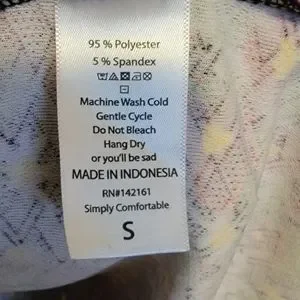 95 % Polyester
5 % Spandex
Machine Wash Cold
Gentle Cycle
Do Not Bleach
Hang Dry
or you'll be sad
MADE IN INDONESIA
RN#142161
Simply Comfortable
S